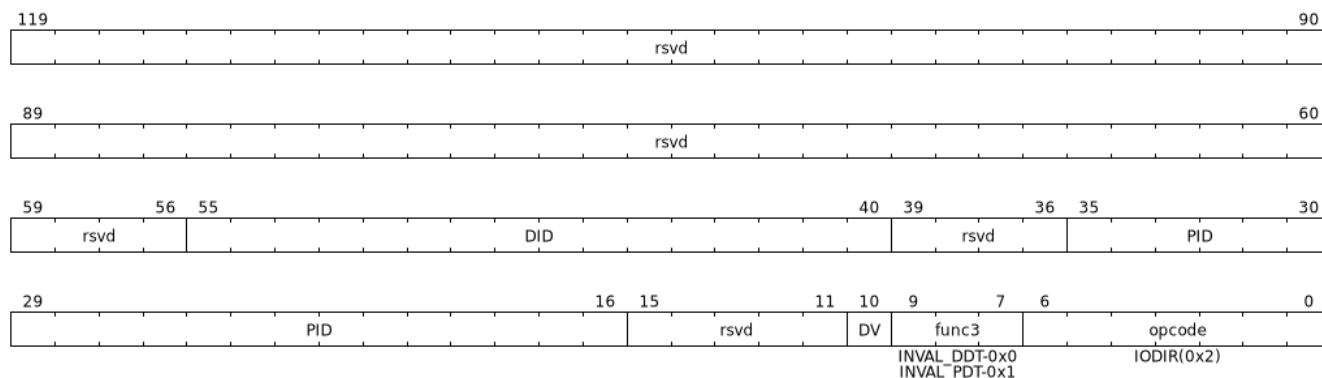 119 90
rsvd
89 60
rsvd
59 56 55 40 39 36 35 30
rsvd DID rsvd PID
29 16 15 11 10 9 7 6 0
PID rsvd DV func3 opcode
INVAL_DDT-0x0 IODIR(0x2)
INVAL_PDT-0x1